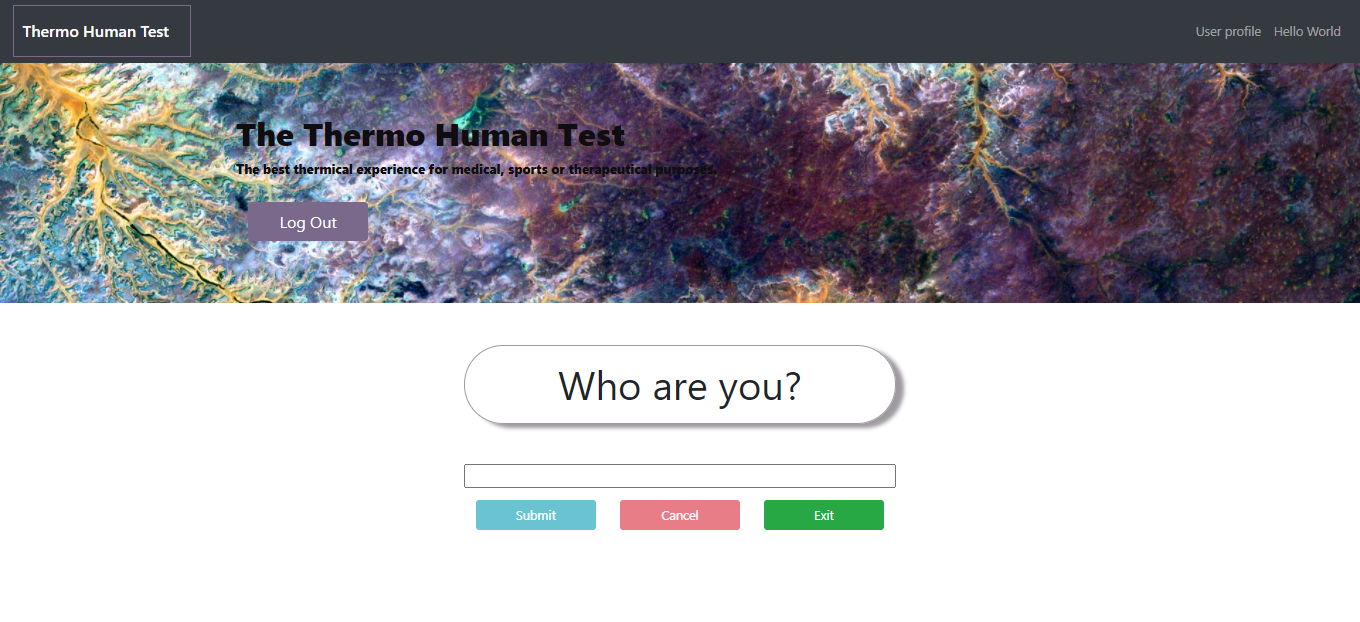 Thermo Human Test
User profile Hello World
The Thermo Human Test
The best thermical experience for medical, sports or therapeutical purposes.
Log Out
Who are you?
Submit Cancel Exit